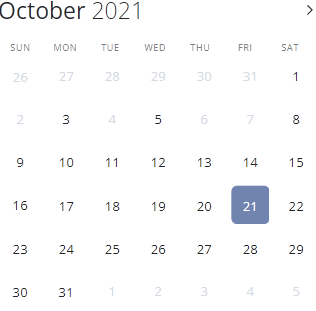 October 2021
SUN MON TUE WED THU FRI SAT
26 27 28 29 30 31 1
2 3 4 5 6 7 8
9 10 11 12 13 14 15
16 17 18 19 20 21 22
23 24 25 26 27 28 29
30 31 1 2 3 4 5